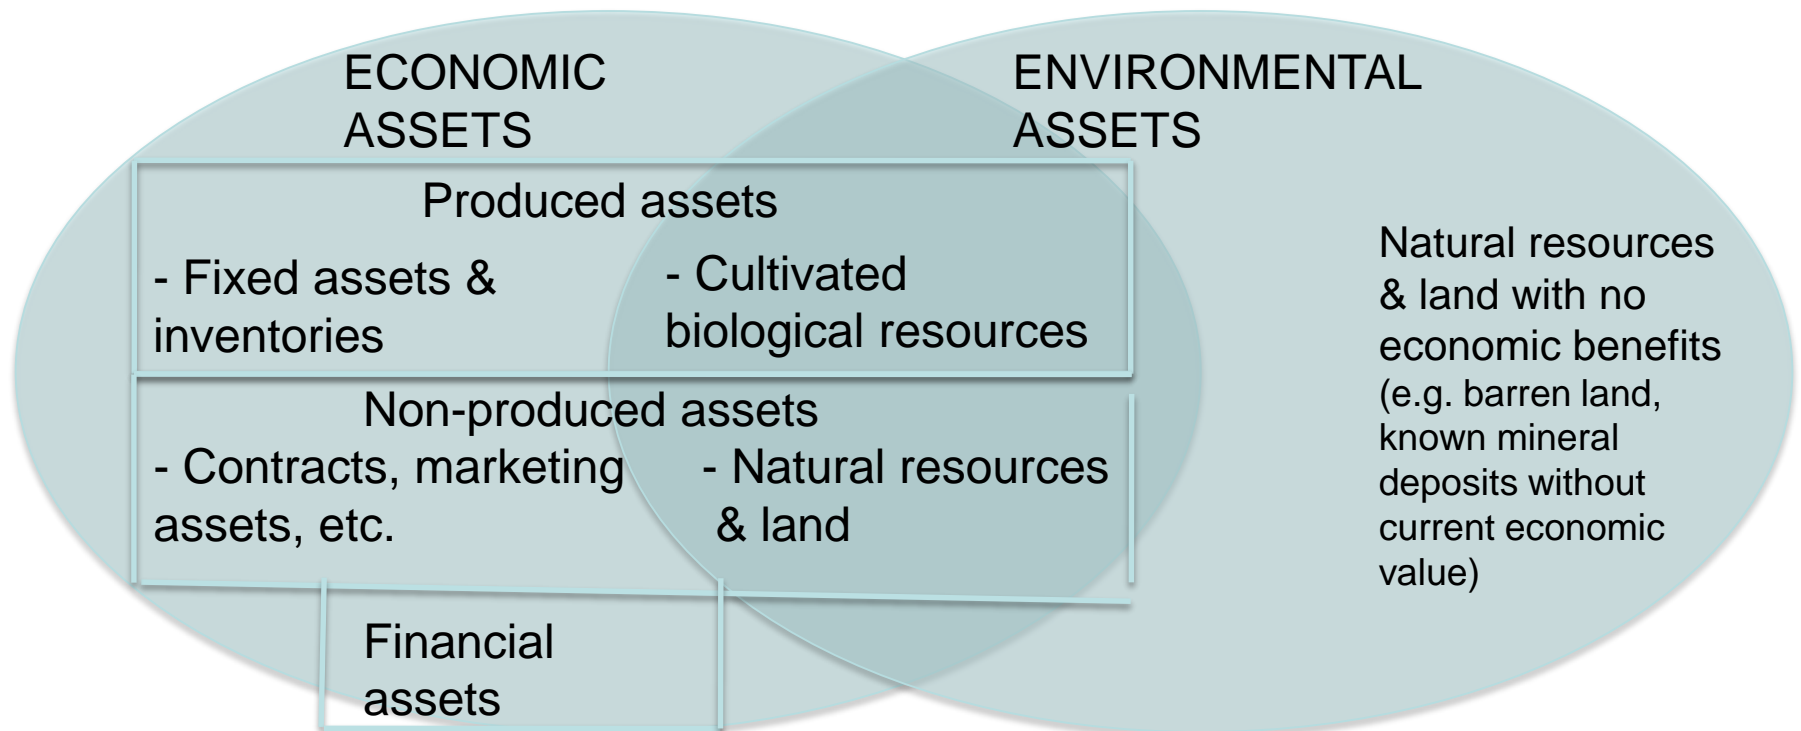 ECONOMIC
ASSETS
ENVIRONMENTAL
ASSETS
Produced assets
- Fixed assets &
inventories
- Cultivated
biological resources
Non-produced assets
- Contracts, marketing
assets, etc.
- Natural resources
& land
Financial
assets
Natural resources
& land with no
economic benefits
(e.g. barren land,
known mineral
deposits without
current economic
value)